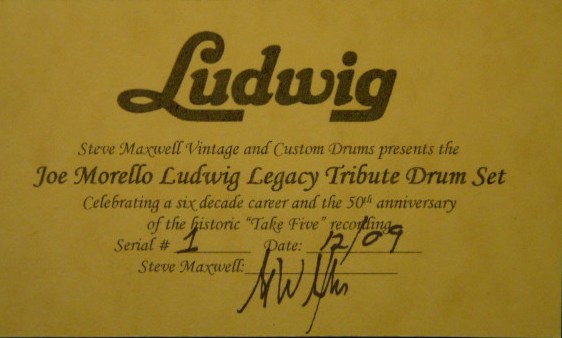 Ludwig
Steve Maxwell Vintage and Custom Drums presents the
Joe Morello Ludwig Legacy Tribute Drum Set
Celebrating a six decade career and the 50th anniversary
of the historic "Take Five" recording
Serial # 1 Date: 12/09
Steve Maxwell: